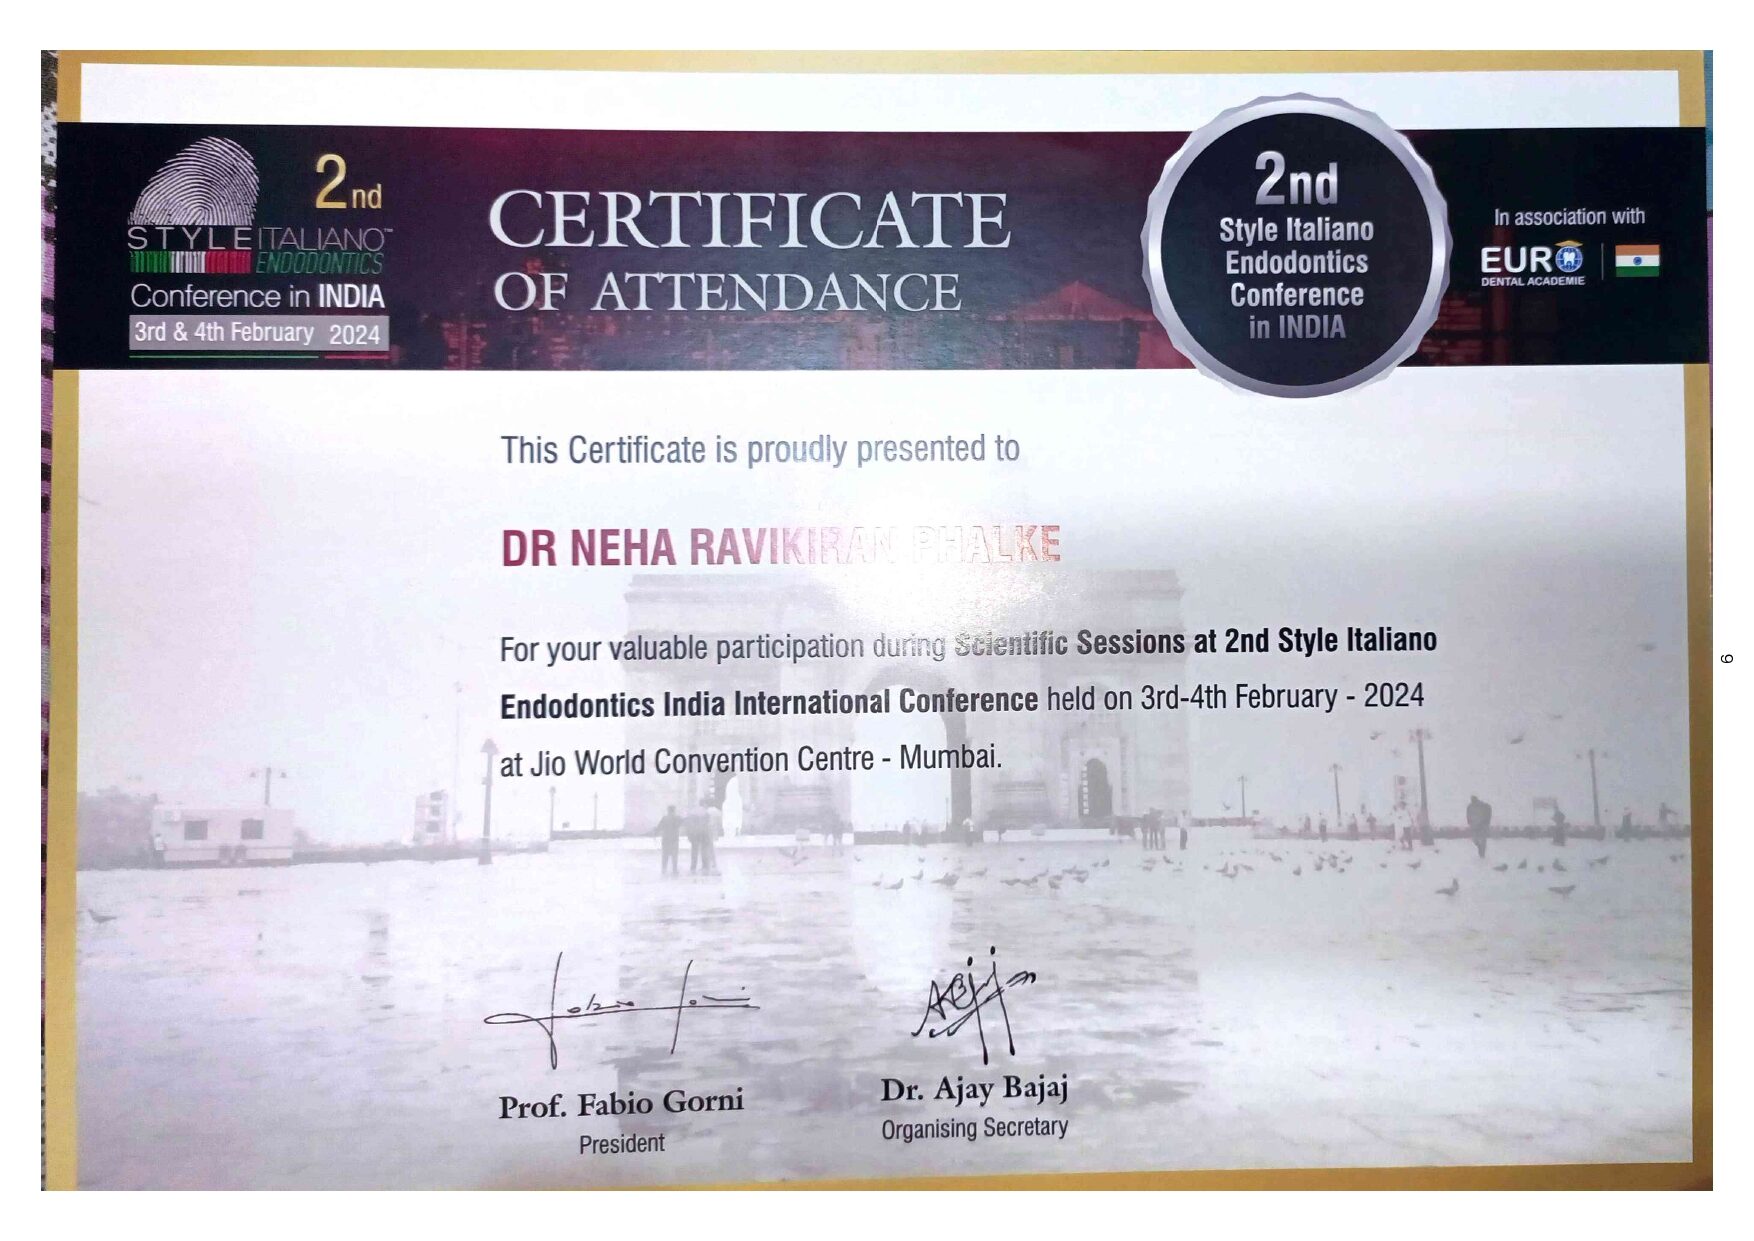 2nd
STYLEITALIANO™
ENDODONTICS
Conference in INDIA
3rd & 4th February 2024
CERTIFICATE
OF ATTENDANCE
2nd
Style Italiano
Endodontics
Conference
in INDIA
In association with
EURO
DENTAL ACADEMIE
This Certificate is proudly presented to
DR NEHA RAVIKIRAN PHALKE
For your valuable participation during Scientific Sessions at 2nd Style Italiano
Endodontics India International Conference held on 3rd-4th February - 2024
at Jio World Convention Centre - Mumbai.
Prof. Fabio Gorni
President
Dr. Ajay Bajaj
Organising Secretary